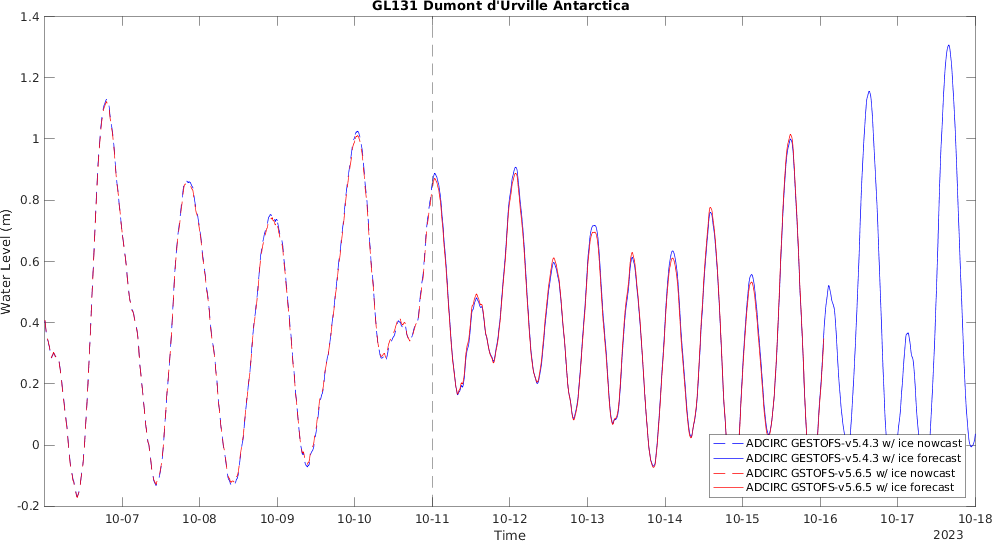 GL131 Dumont d'Urville Antarctica
1.4
1.2
1
0.8
0.6
0.4
0.2
0
-0.2
Water Level (m)
ADCIRC GESTOFS-v5.4.3 w/ ice nowcast
ADCIRC GESTOFS-v5.4.3 w/ ice forecast
ADCIRC GSTOFS-v5.6.5 w/ ice nowcast
ADCIRC GSTOFS-v5.6.5 w/ ice forecast
10-07 10-08 10-09 10-10 10-11 10-12 10-13 10-14 10-15 10-16 10-17 10-18
Time
2023